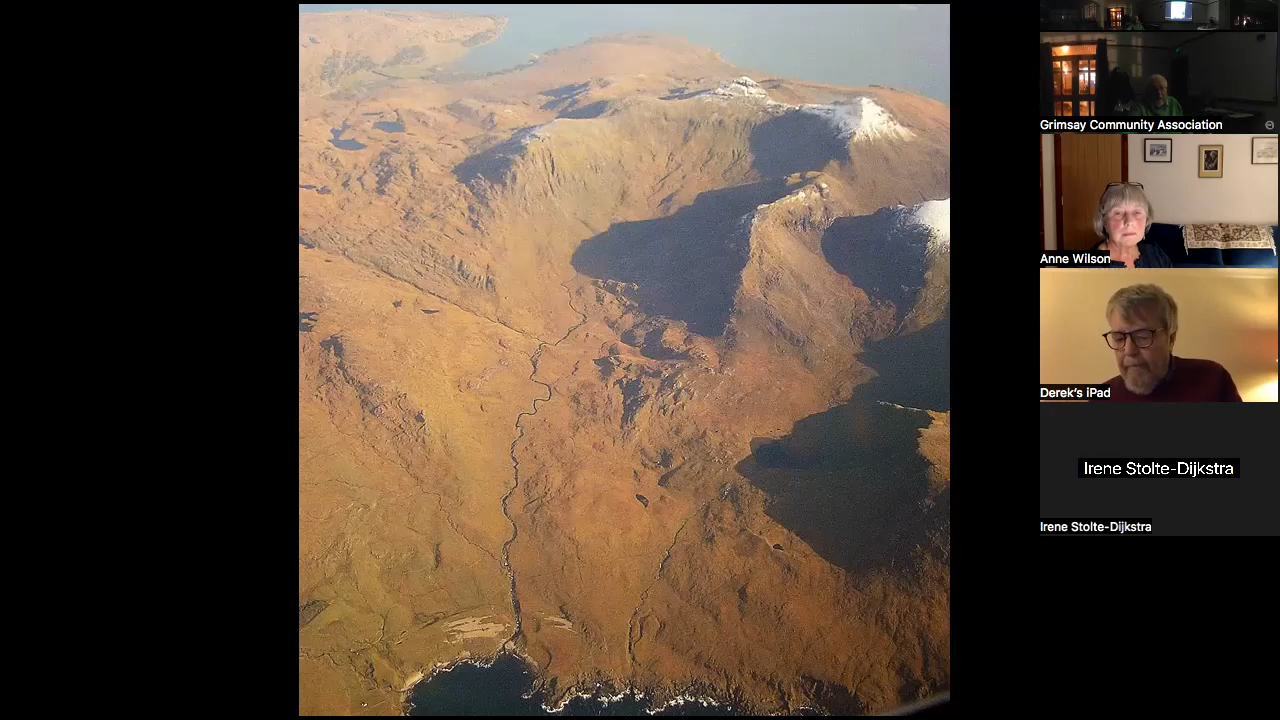 Grimsay Community Association
Anne Wilson
Derek’s iPad
Irene Stolte-Dijkstra
Irene Stolte-Dijkstra